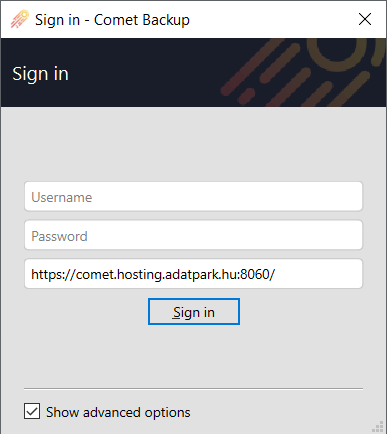 Sign in - Comet Backup
Sign in
Username
Password
https://comet.hosting.adatpark.hu:8060/
Sign in
Show advanced options